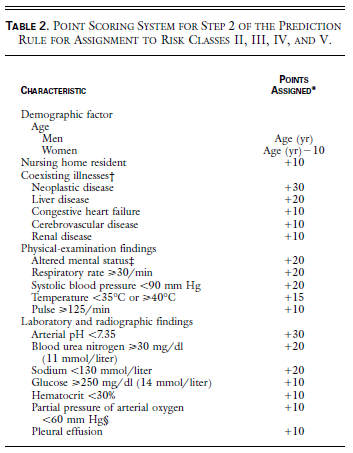 TABLE 2. POINT SCORING SYSTEM FOR STEP 2 OF THE PREDICTION
RULE FOR ASSIGNMENT TO RISK CLASSES II, III, IV, AND V.
CHARACTERISTIC POINTS ASSIGNED*
Demographic factor
Age
Men Age (yr)
Women Age (yr) − 10
Nursing home resident +10
Coexisting illnesses†
Neoplastic disease +30
Liver disease +20
Congestive heart failure +10
Cerebrovascular disease +10
Renal disease +10
Physical-examination findings
Altered mental status‡ +20
Respiratory rate ≥30/min +20
Systolic blood pressure <90 mm Hg +20
Temperature <35°C or ≥40°C +15
Pulse ≥125/min +10
Laboratory and radiographic findings
Arterial pH <7.35 +30
Blood urea nitrogen ≥30 mg/dl +20
(11 mmol/liter)
Sodium <130 mmol/liter +20
Glucose ≥250 mg/dl (14 mmol/liter) +10
Hematocrit <30% +10
Partial pressure of arterial oxygen +10
<60 mm Hg§
Pleural effusion +10